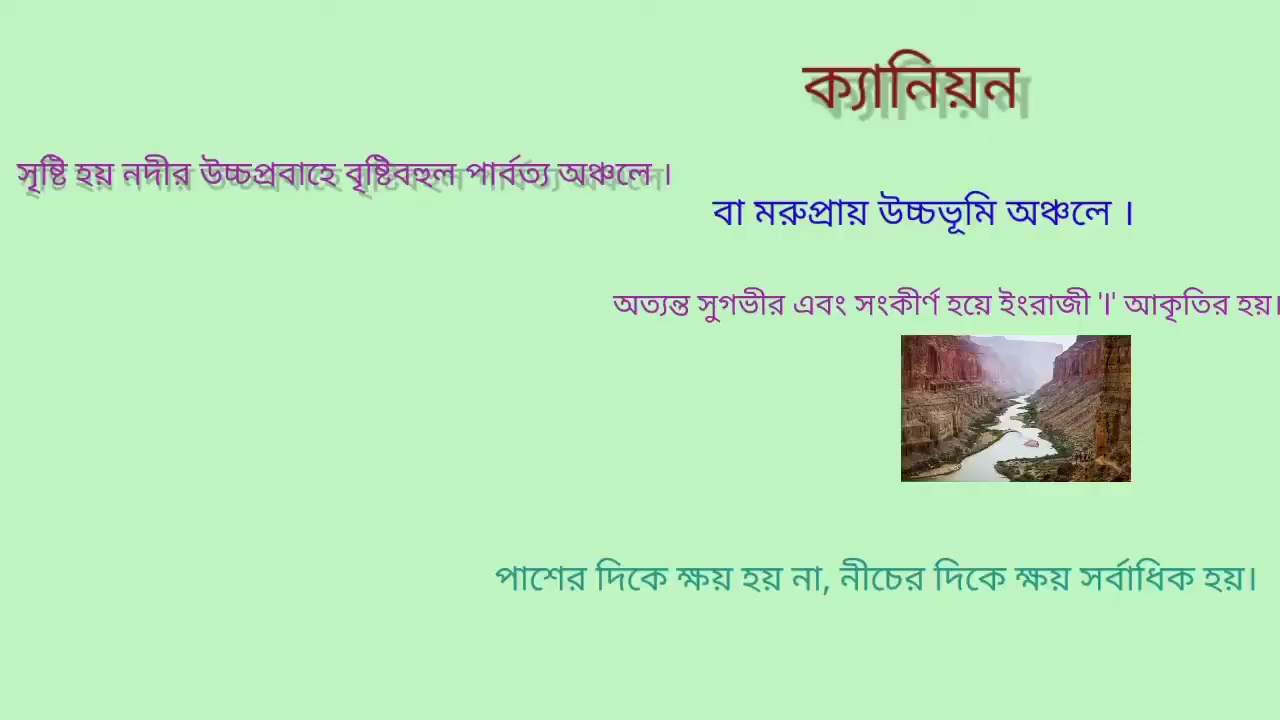 ক্যানিয়ন
সৃষ্টি হয় নদীর উচ্চপ্রবাহে বৃষ্টিবহুল পার্বত্য অঞ্চলে ।
বা মরুপ্রায় উচ্চভূমি অঞ্চলে ।
অত্যন্ত সুগভীর এবং সংকীর্ণ হয়ে ইংরাজী 'I' আকৃতির হয়।
পাশের দিকে ক্ষয় হয় না, নীচের দিকে ক্ষয় সর্বাধিক হয়।